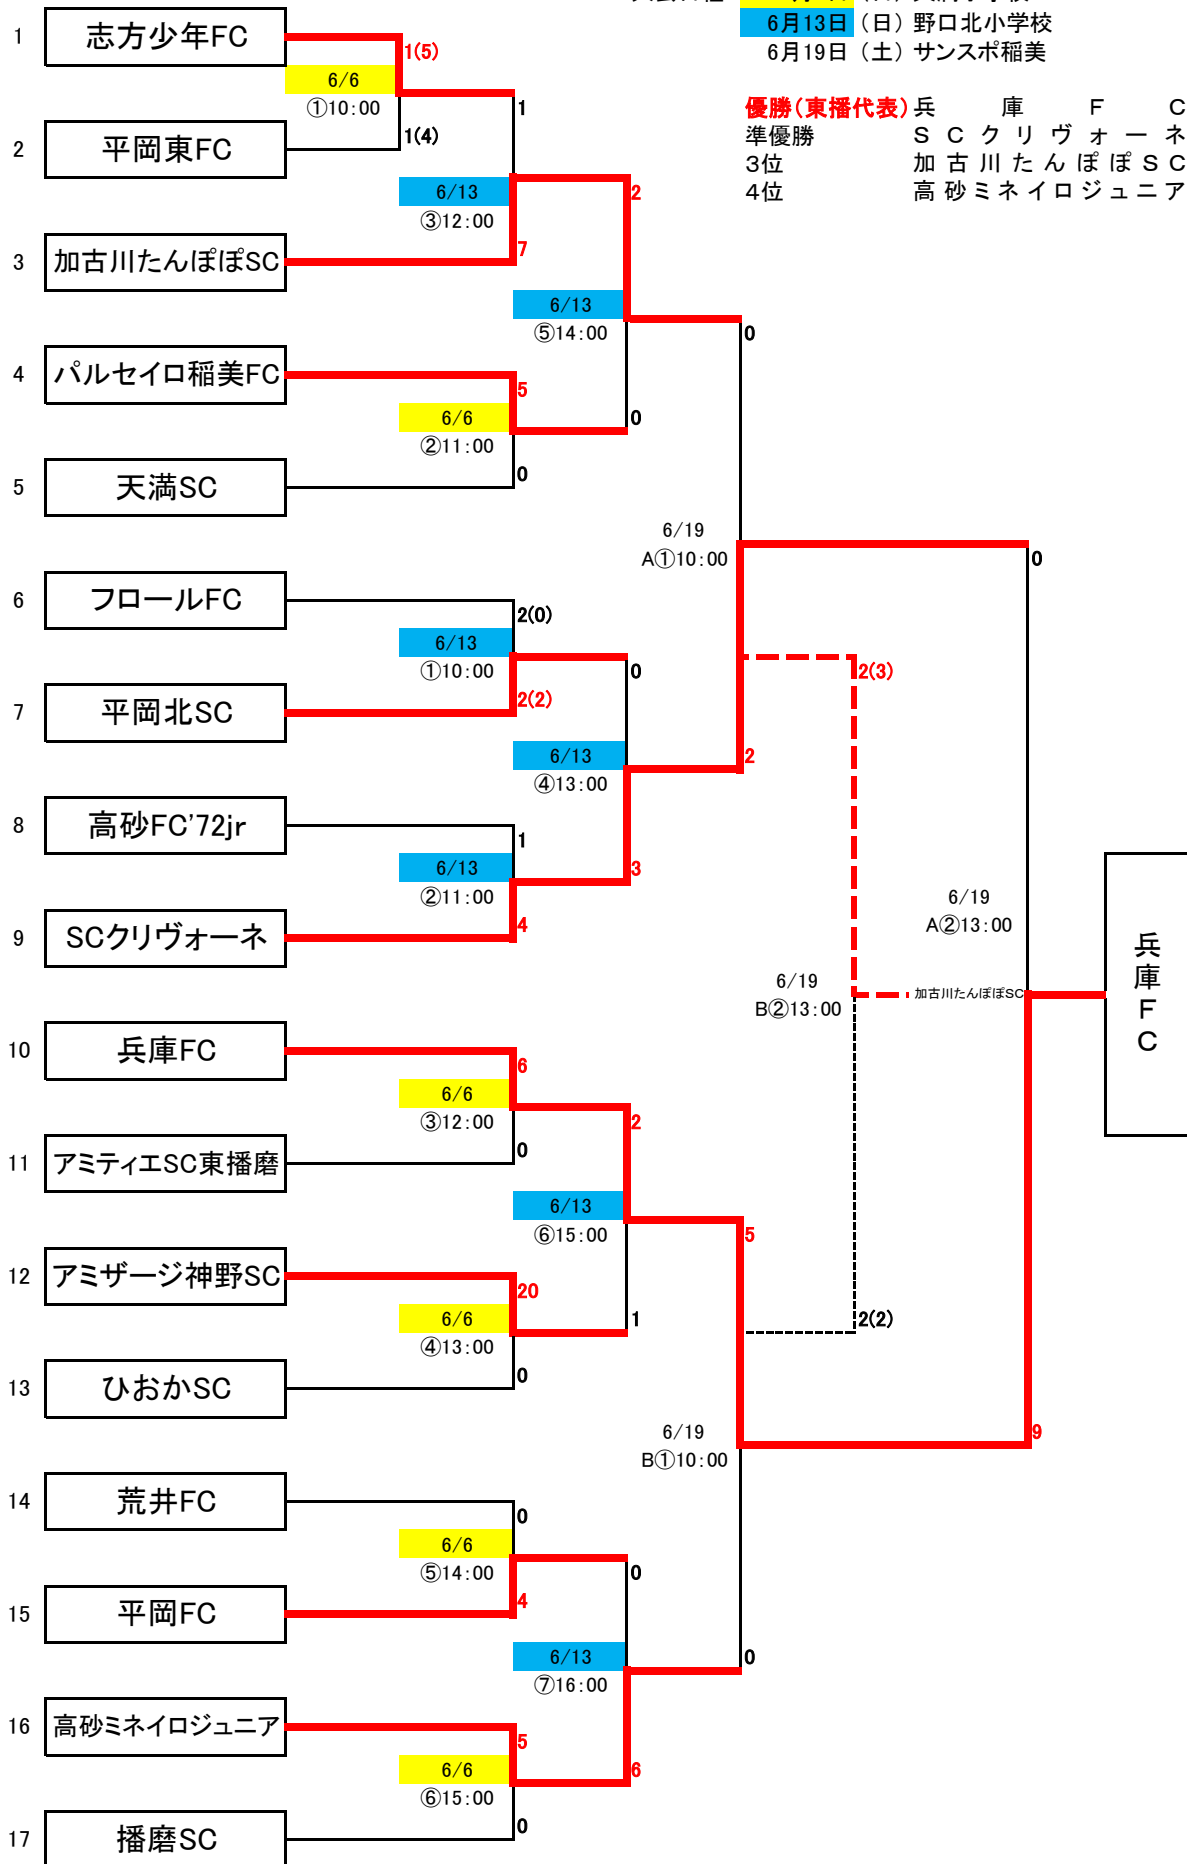 6月13日 (日) 野口北小学校
6月19日 (土) サンスポ稲美
優勝(東播代表) 兵庫FC
準優勝 SCクリヴォーネ
3位 加古川たんぽぽSC
4位 高砂ミネイロジュニア
1 志方少年FC
1(5)
6/6
①10:00
1
2 平岡東FC
1(4)
6/13
③12:00
2
3 加古川たんぽぽSC
7
6/13
⑤14:00
0
4 パルセイロ稲美FC
5
6/6
②11:00
0
5 天満SC
0
6/19
A①10:00
0
6 フロールFC
2(0)
6/13
①10:00
0
2(3)
7 平岡北SC
2(2)
6/13
④13:00
2
8 高砂FC'72jr
1
6/13
②11:00
3
9 SCクリヴォーネ
4
6/19
A②13:00
6/19
B②13:00
加古川たんぽぽSC
兵庫FC
10 兵庫FC
6
6/6
③12:00
2
11 アミティエSC東播磨
0
6/13
⑥15:00
5
12 アミザージ神野SC
20
6/6
④13:00
1
2(2)
13 ひおかSC
0
6/19
B①10:00
9
14 荒井FC
0
6/6
⑤14:00
0
15 平岡FC
4
6/13
⑦16:00
0
16 高砂ミネイロジュニア
5
6/6
⑥15:00
6
17 播磨SC
0